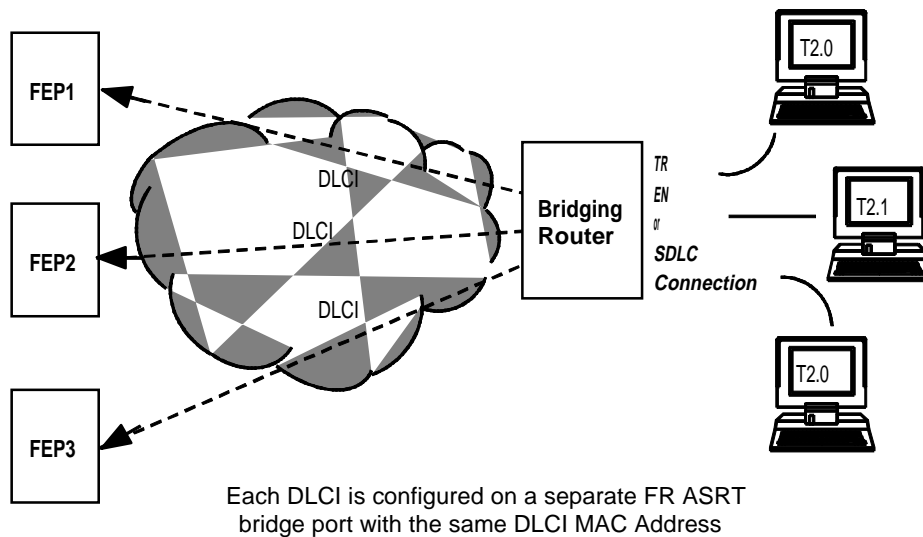 FEP1
FEP2
FEP3
DLCI
DLCI
DLCI
Bridging
Router
TR
EN
or
SDLC
Connection
T2.0
T2.1
T2.0
Each DLCI is configured on a separate FR ASRT
bridge port with the same DLCI MAC Address